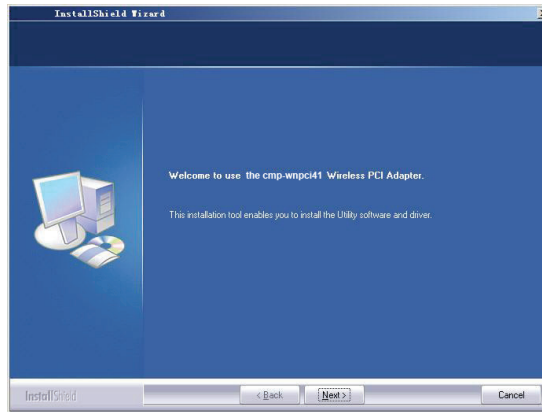 InstallShield Wizard
Welcome to use the cmp-wnpci41 Wireless PCI Adapter.
This installation tool enables you to install the Utility software and driver.
InstallShield
< Back Next > Cancel